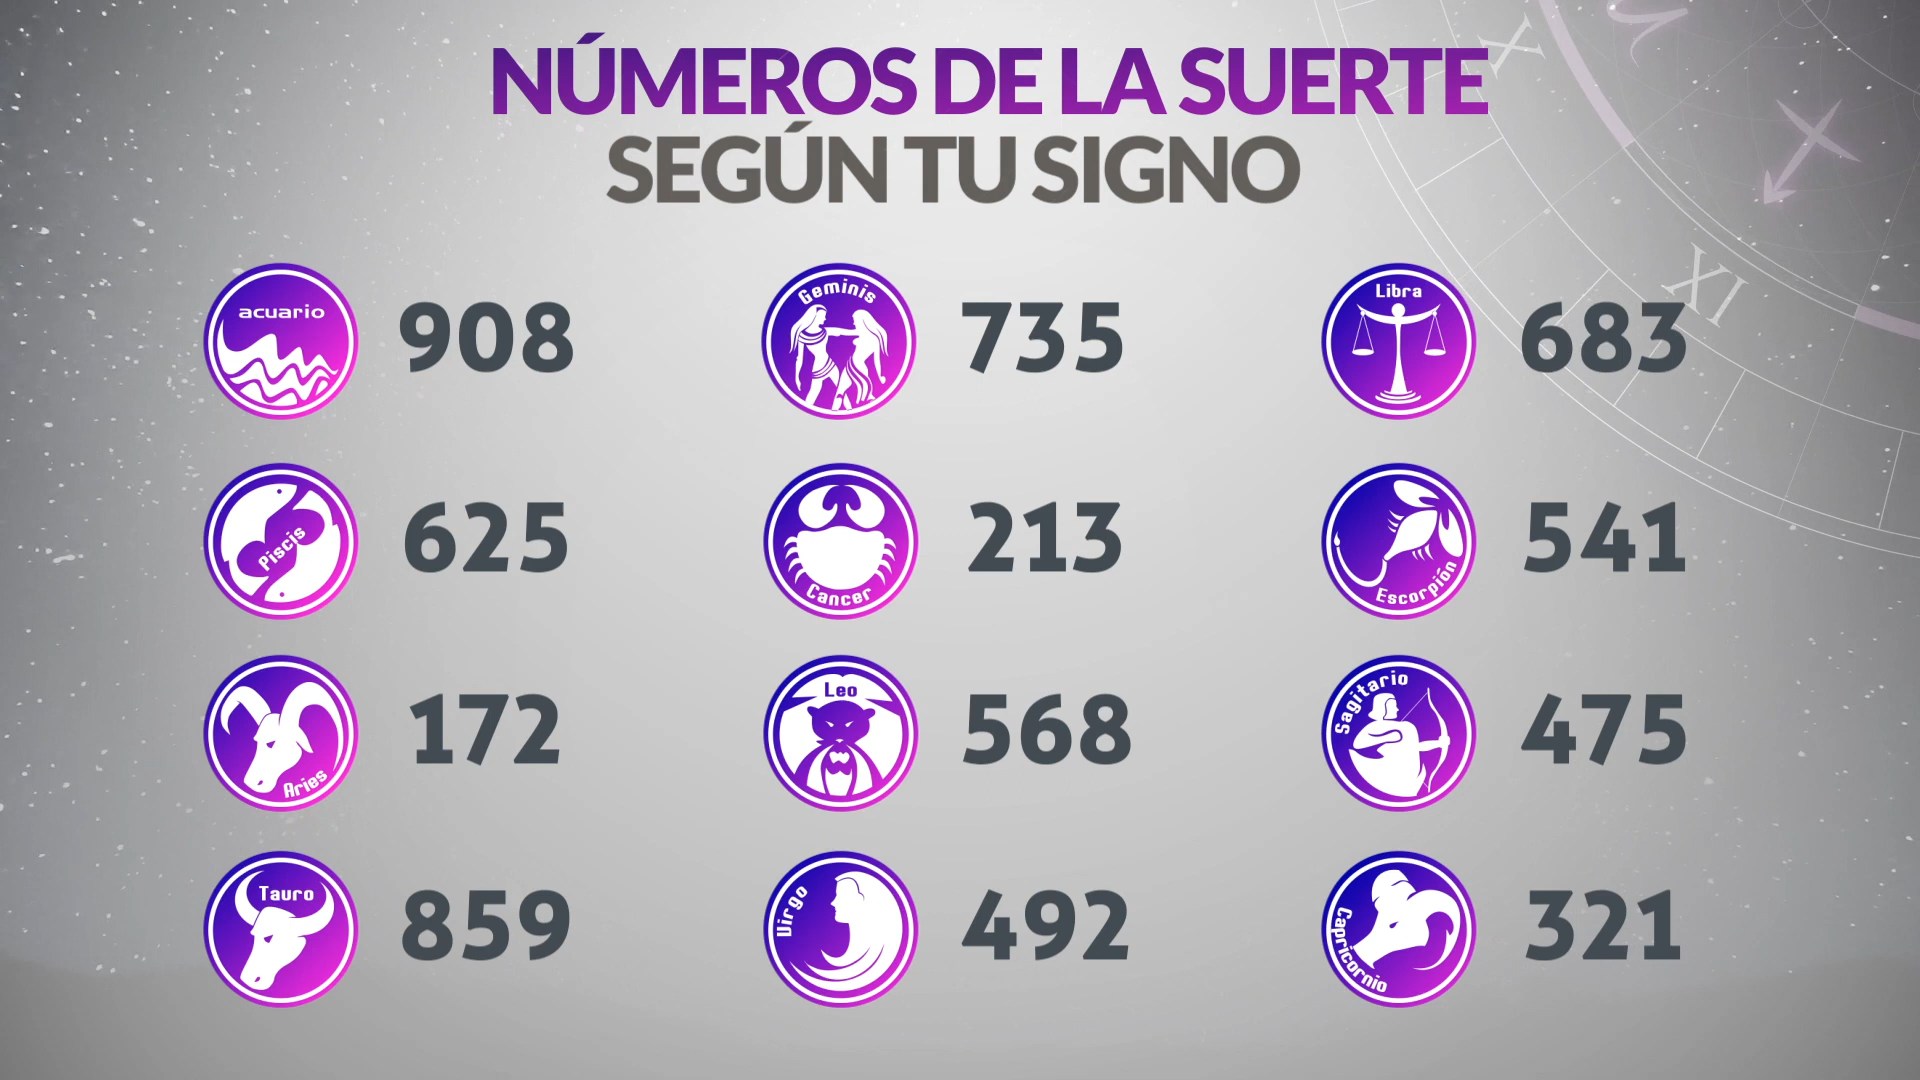 NÚMEROS DE LA SUERTE
SEGÚN TU SIGNO
acuario 908
Geminis 735
Libra 683
Piscis 625
Cancer 213
Escorpión 541
Aries 172
Leo 568
Sagitario 475
Tauro 859
Virgo 492
Capricornio 321
X
XI